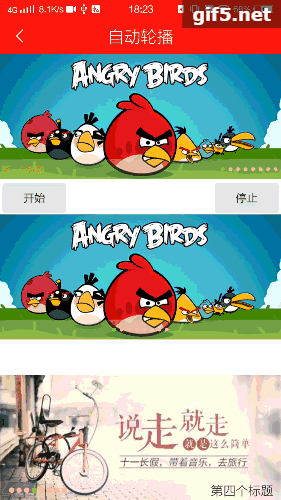 4G 8.1K/s 18:23
gif5.net
自动轮播
ANGRY BIRDS
开始
停止
ANGRY BIRDS
说走就走
就是这么简单
十一长假，带着音乐，去旅行
第四个标题